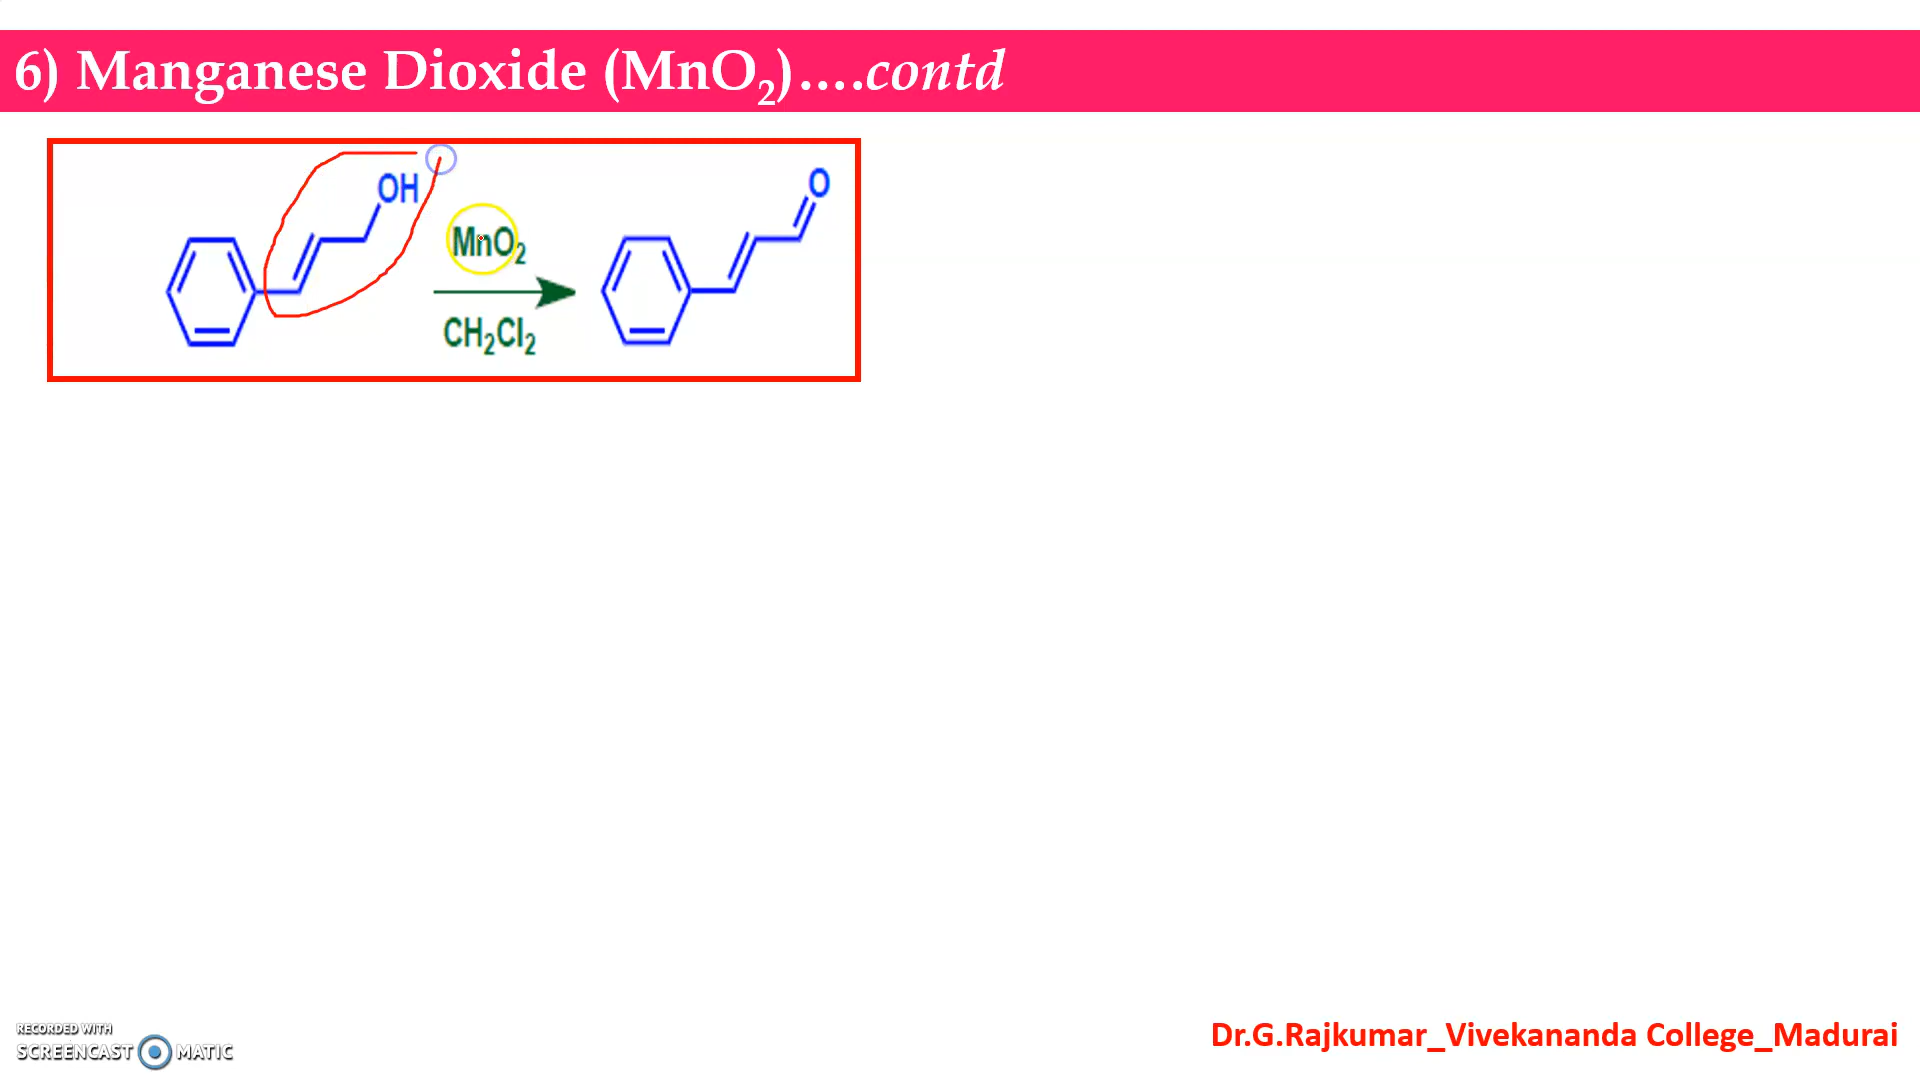 6) Manganese Dioxide (MnO₂)....contd
OH
O
MnO₂
CH₂Cl₂
RECORDED WITH
SCREENCAST MATIC
Dr.G.Rajkumar_Vivekananda College_Madurai